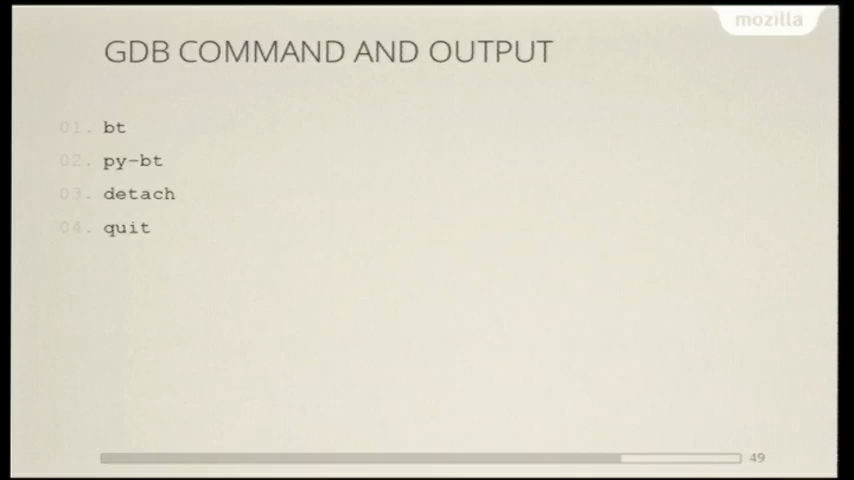 mozilla
GDB COMMAND AND OUTPUT
01. bt
02. py-bt
03. detach
04. quit
49